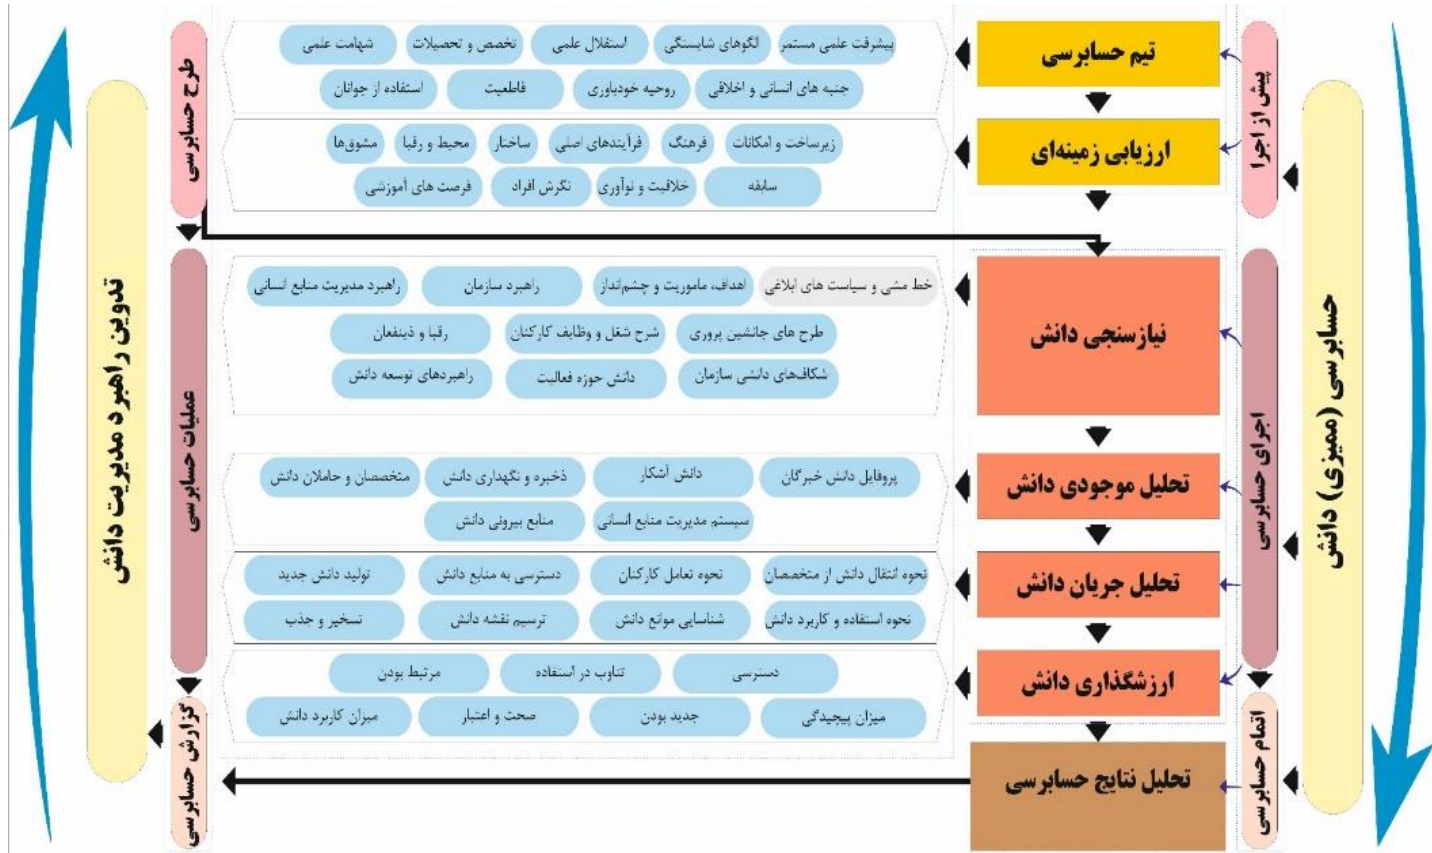 حسابرسی (ممیزی) دانش
پیش از اجرا
تیم حسابرسی
پیشرفت علمی مستمر
الگوهای شایستگی
استقلال علمی
تخصص و تحصیلات
شهامت علمی
جنبه های انسانی و اخلاقی
روحیه خودباوری
قاطعیت
استفاده از جوانان
ارزیابی زمینه‌ای
زیرساخت و امکانات
فرهنگ
فرآیندهای اصلی
ساختار
محیط و رقبا
مشوق‌ها
سابقه
خلاقیت و نوآوری
نگرش افراد
فرصت های آموزشی
طرح حسابرسی
اجرای حسابرسی
نیازسنجی دانش
خط مشی و سیاست های ابلاغی
اهداف، ماموریت و چشم‌انداز
راهبرد سازمان
راهبرد مدیریت منابع انسانی
طرح های جانشین پروری
شرح شغل و وظایف کارکنان
رقبا و ذینفعان
شکاف‌های دانشی سازمان
دانش حوزه فعالیت
راهبردهای توسعه دانش
تحلیل موجودی دانش
پروفایل دانش خبرگان
دانش آشکار
ذخیره و نگهداری دانش
متخصصان و حاملان دانش
سیستم مدیریت منابع انسانی
منابع بیرونی دانش
تحلیل جریان دانش
نحوه انتقال دانش از متخصصان
نحوه تعامل کارکنان
دسترسی به منابع دانش
تولید دانش جدید
نحوه استفاده و کاربرد دانش
شناسایی موانع دانش
ترسیم نقشه دانش
تسخیر و جذب
ارزشگذاری دانش
دسترسی
تناوب در استفاده
مرتبط بودن
میزان پیچیدگی
جدید بودن
صحت و اعتبار
میزان کاربرد دانش
عملیات حسابرسی
اتمام حسابرسی
تحلیل نتایج حسابرسی
گزارش حسابرسی
تدوین راهبرد مدیریت دانش